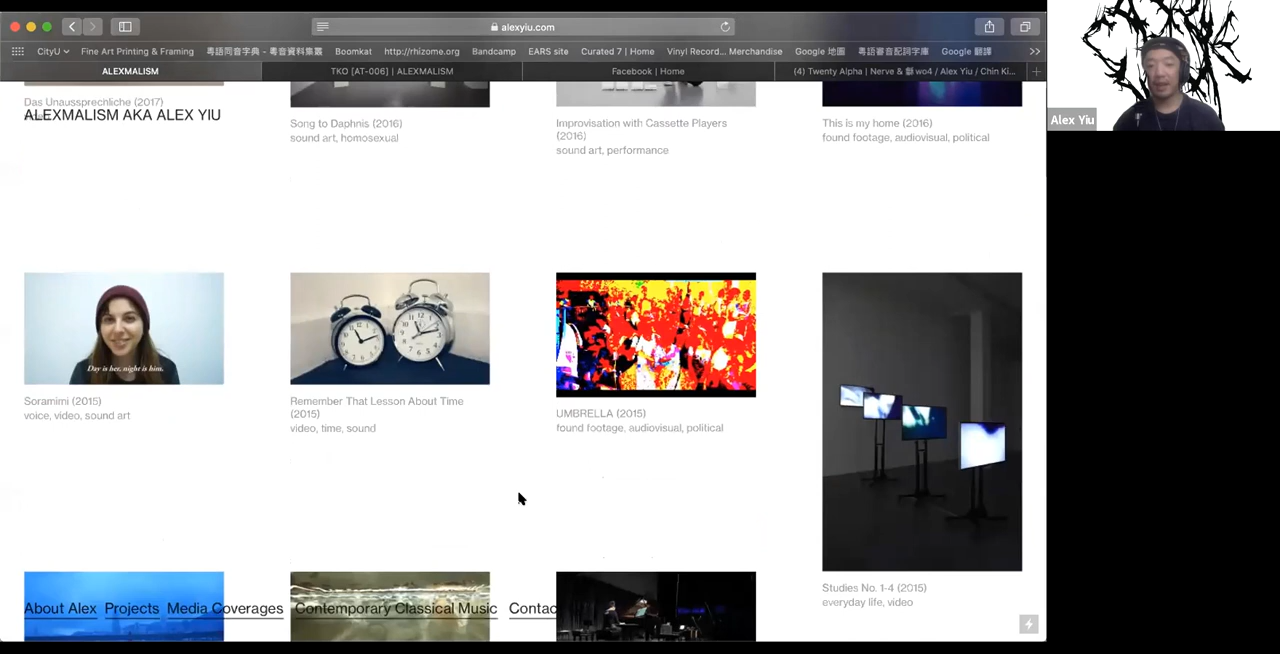 alexyiu.com
CityU Fine Art Printing & Framing 粵語同音字典 - 粵音資料集叢 Boomkat http://rhizome.org Bandcamp EARS site Curated 7 | Home Vinyl Record... Merchandise Google 地圖 粵語審音配詞字庫 Google 翻譯
ALEXMALISM TKO [AT-006] | ALEXMALISM Facebook | Home (4) Twenty Alpha | Nerve & 斷wo4 / Alex Yiu / Chin Ki...
Alex Yiu
Das Unaussprechliche (2017)
ALEXMALISM AKA ALEX YIU
Song to Daphnis (2016)
sound art, homosexual
Improvisation with Cassette Players
(2016)
sound art, performance
This is my home (2016)
found footage, audiovisual, political
Day is her, night is him.
Soramimi (2015)
voice, video, sound art
Remember That Lesson About Time
(2015)
video, time, sound
UMBRELLA (2015)
found footage, audiovisual, political
Studies No. 1-4 (2015)
everyday life, video
About Alex Projects Media Coverages Contemporary Classical Music Contac